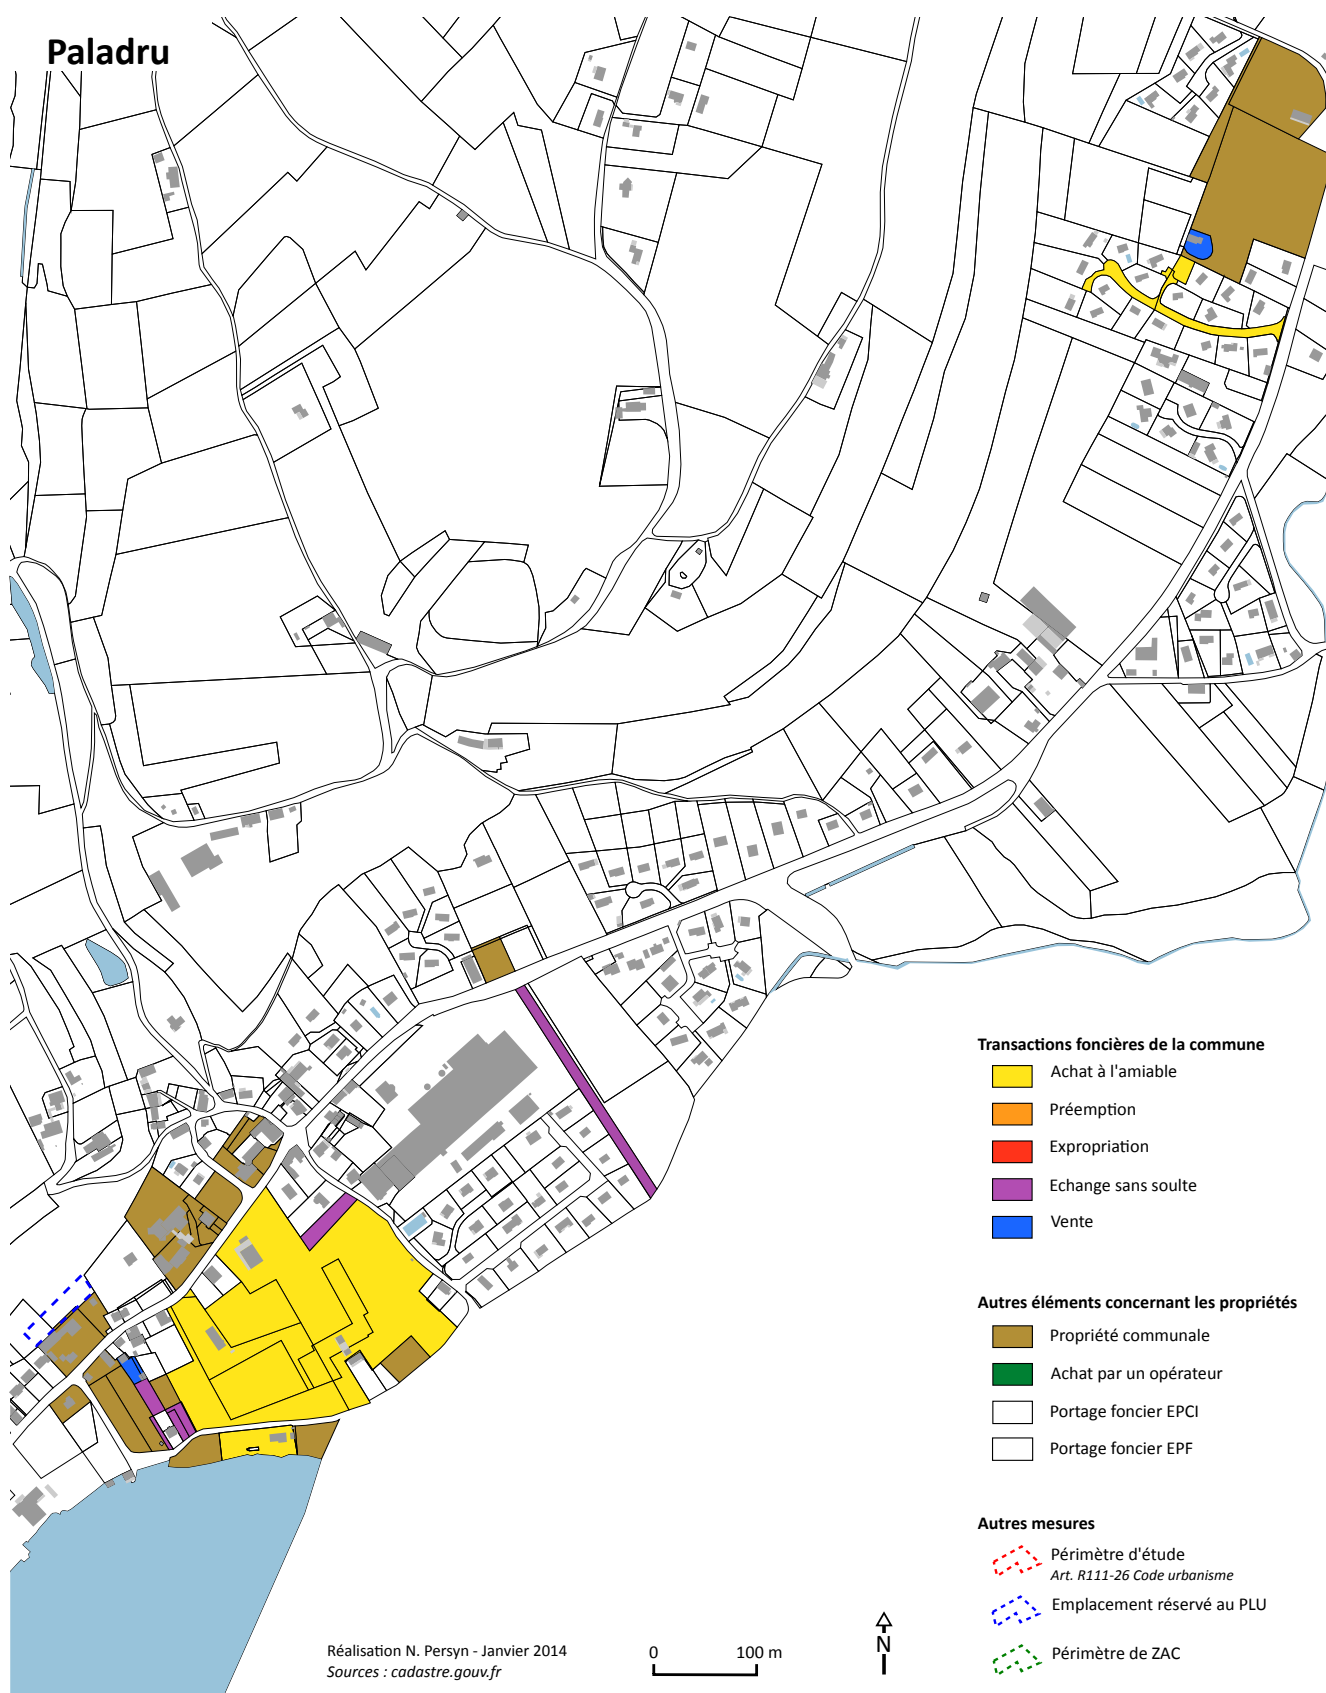 Paladru
Transactions foncières de la commune
Achat à l'amiable
Préemption
Expropriation
Echange sans soulte
Vente
Autres éléments concernant les propriétés
Propriété communale
Achat par un opérateur
Portage foncier EPCI
Portage foncier EPF
Autres mesures
Périmètre d'étude
Art. R111-26 Code urbanisme
Emplacement réservé au PLU
Périmètre de ZAC
Réalisation N. Persyn - Janvier 2014
Sources : cadastre.gouv.fr
0 100 m
N